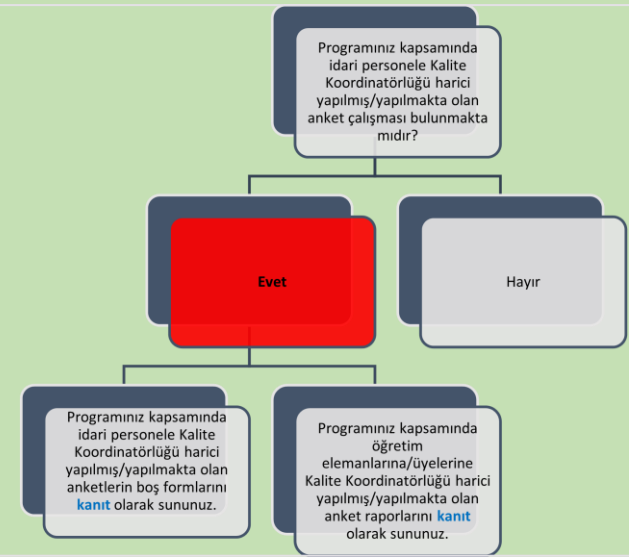 Programınız kapsamında
idari personele Kalite
Koordinatörlüğü harici
yapılmış/yapılmakta olan
anket çalışması bulunmakta
mıdır?
Evet
Hayır
Programınız kapsamında
idari personele Kalite
Koordinatörlüğü harici
yapılmış/yapılmakta olan
anketlerin boş formlarını
kanıt olarak sununuz.
Programınız kapsamında
öğretim
elemanlarına/üyelerine
Kalite Koordinatörlüğü harici
yapılmış/yapılmakta olan
anket raporlarını kanıt
olarak sununuz.